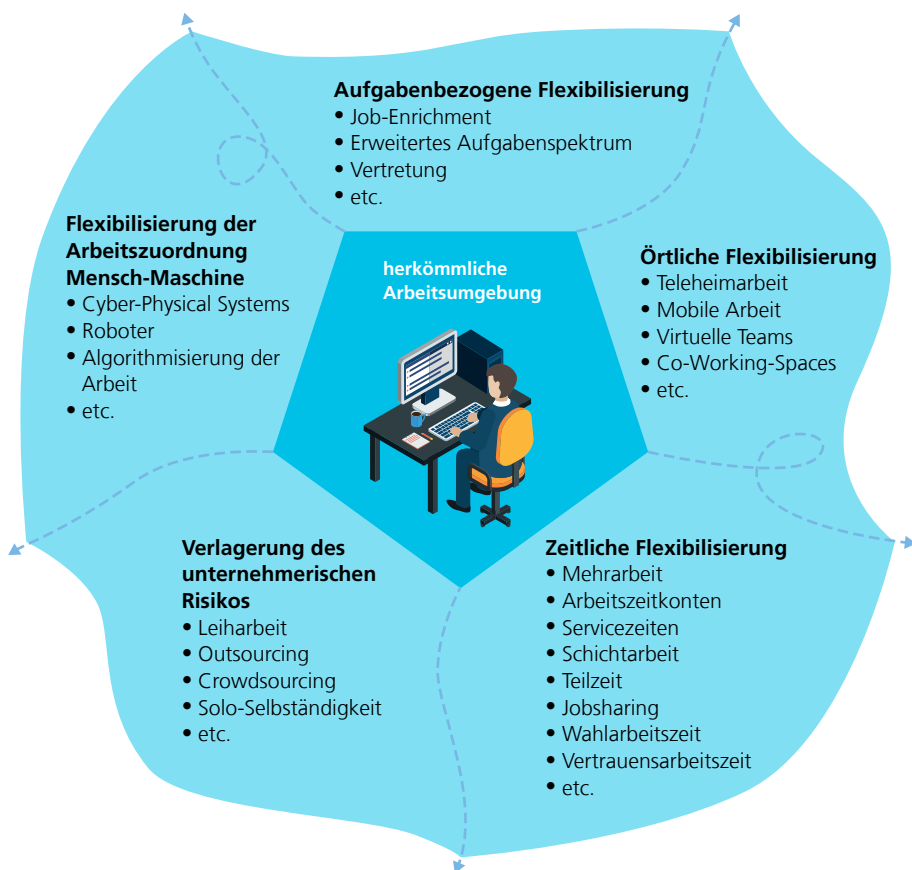 Aufgabenbezogene Flexibilisierung
• Job-Enrichment
• Erweitertes Aufgabenspektrum
• Vertretung
• etc.
Flexibilisierung der
Arbeitszuordnung
Mensch-Maschine
• Cyber-Physical Systems
• Roboter
• Algorithmisierung der
Arbeit
• etc.
herkömmliche
Arbeitsumgebung
Örtliche Flexibilisierung
• Teleheimarbeit
• Mobile Arbeit
• Virtuelle Teams
• Co-Working-Spaces
• etc.
Verlagerung des
unternehmerischen
Risikos
• Leiharbeit
• Outsourcing
• Crowdsourcing
• Solo-Selbständigkeit
• etc.
Zeitliche Flexibilisierung
• Mehrarbeit
• Arbeitszeitkonten
• Servicezeiten
• Schichtarbeit
• Teilzeit
• Jobsharing
• Wahlarbeitszeit
• Vertrauensarbeitszeit
• etc.